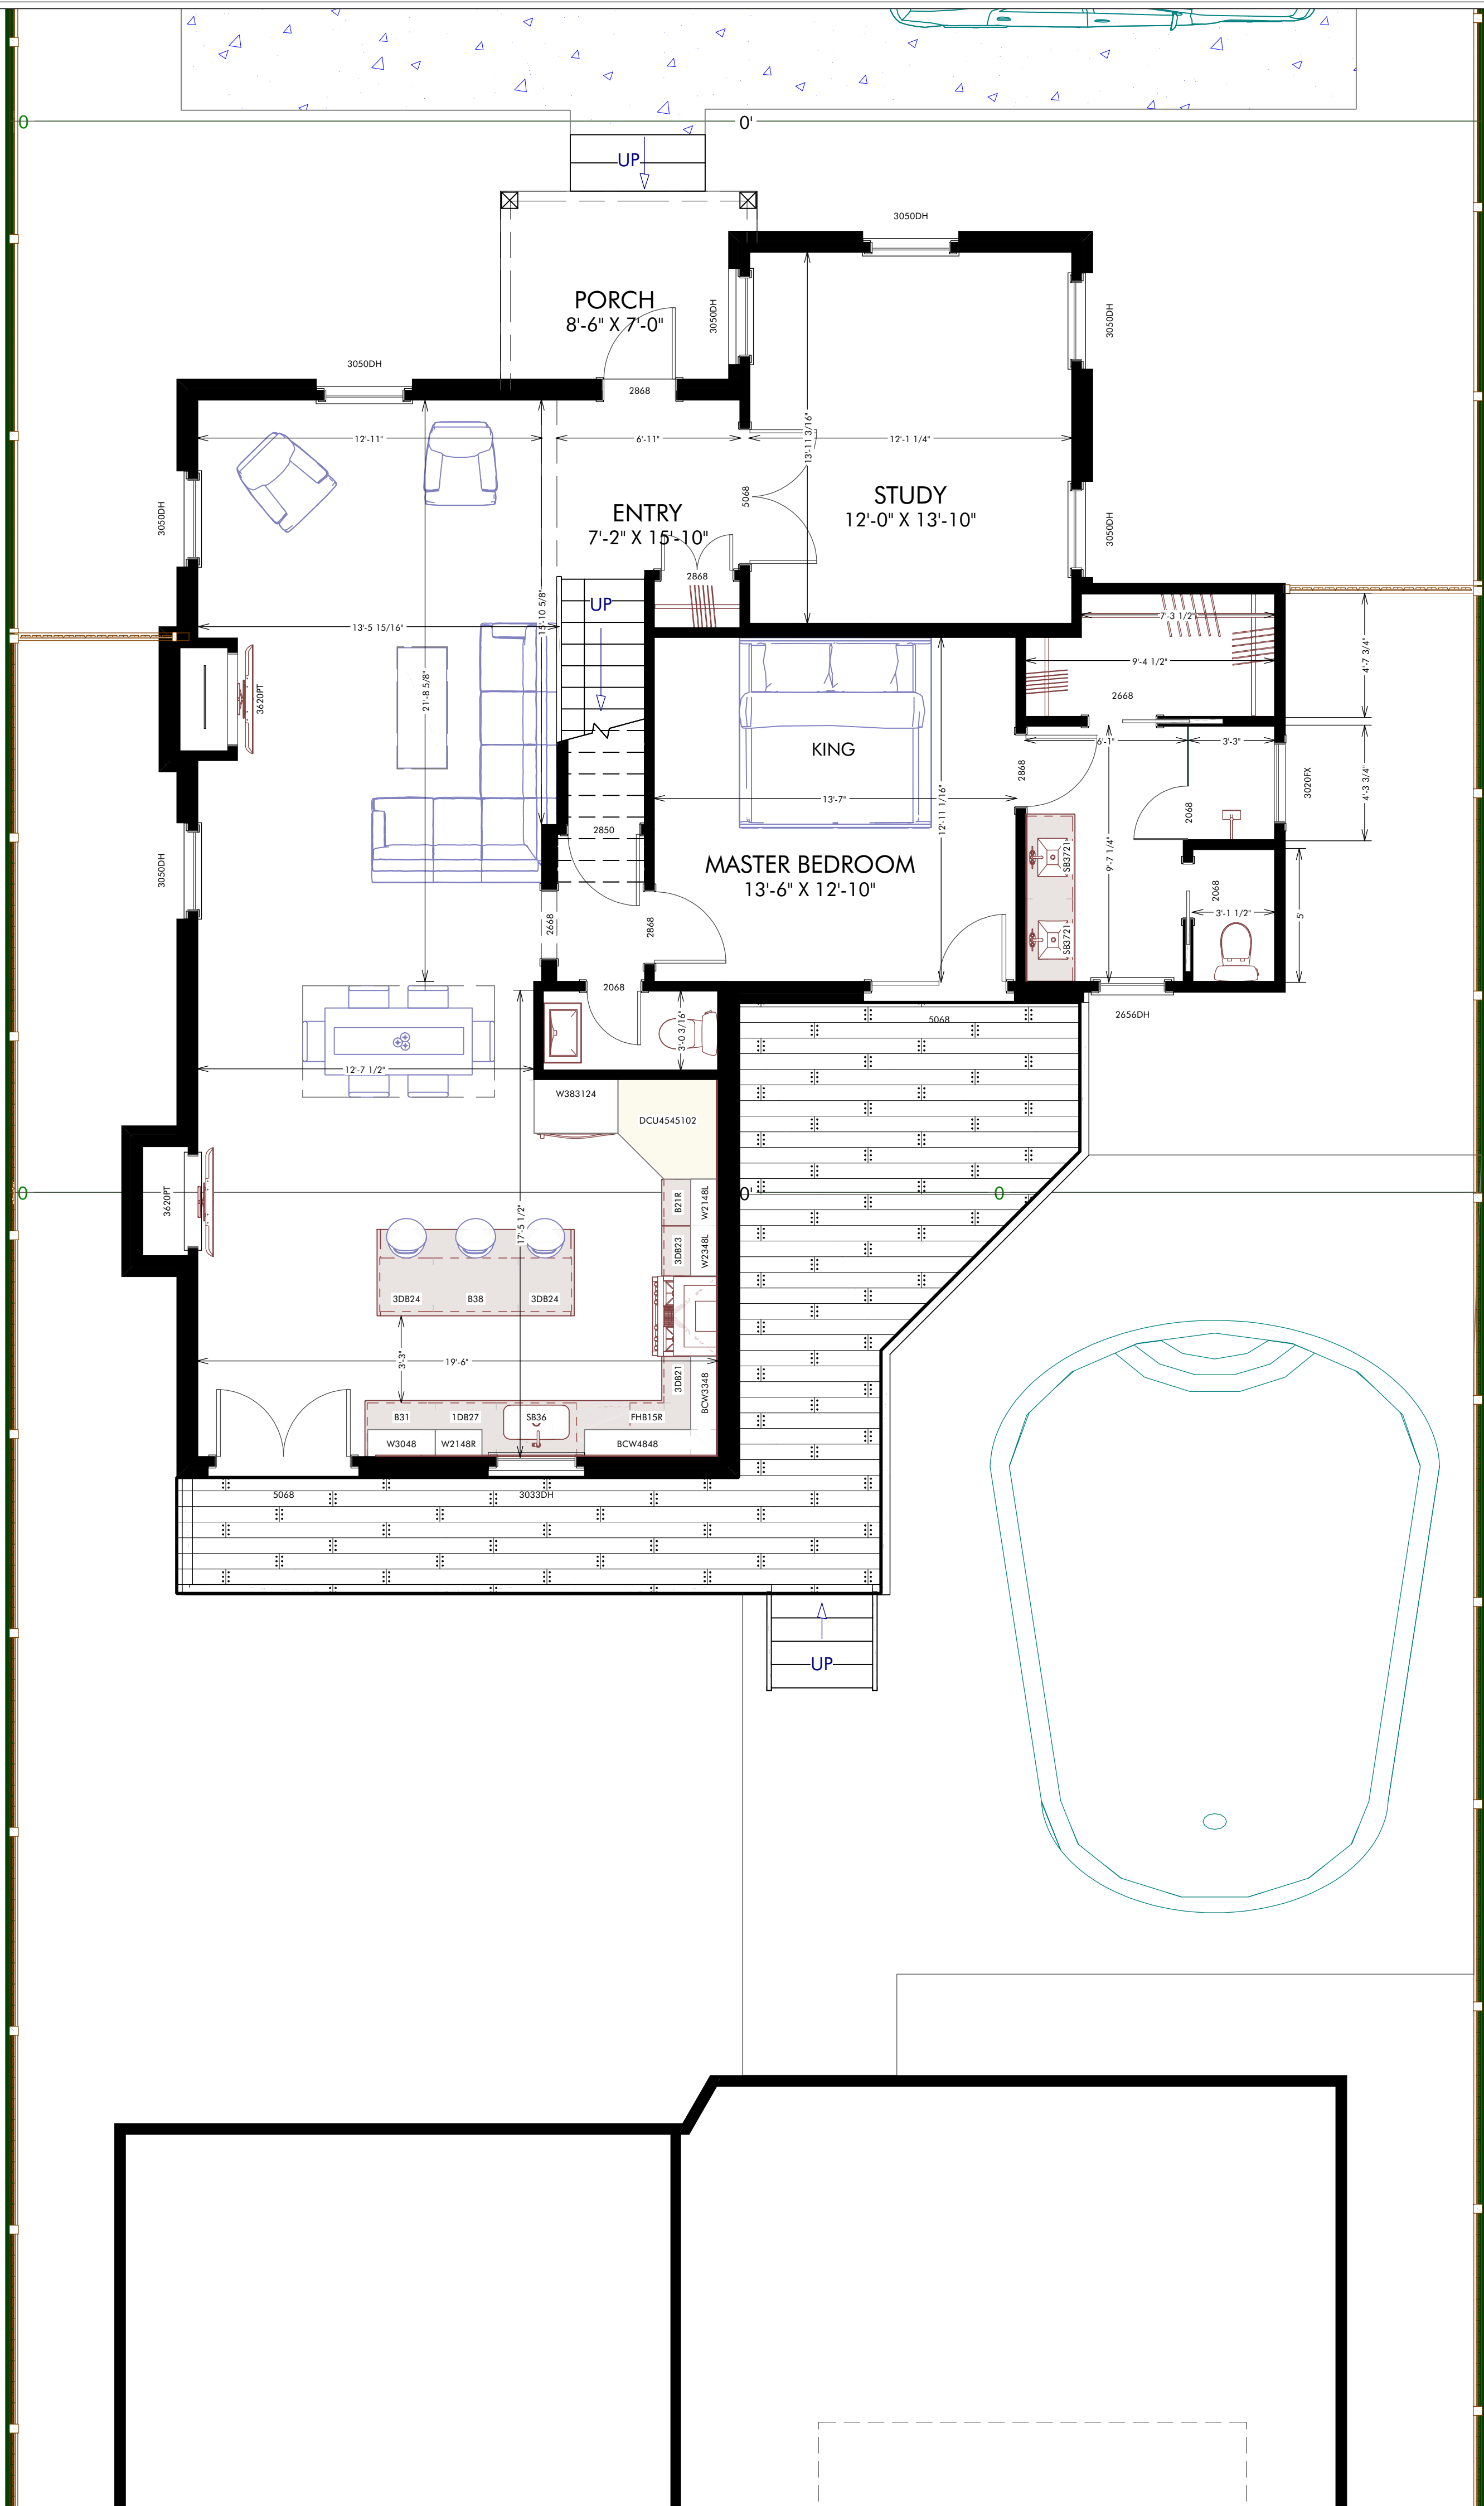 0
0'
UP
3050DH
PORCH
8'-6" X 7'-0"
3050DH
3050DH
3050DH
2868
12'-11"
6'-11"
13'-11 3/16"
12'-1 1/4"
STUDY
12'-0" X 13'-10"
5068
ENTRY
7'-2" X 15'-10"
3050DH
3050DH
2868
UP
15'-10 5/8"
13'-5 15/16"
7'-3 1/2"
9'-4 1/2"
4'-7 3/4"
21'-8 5/8"
3620PT
2668
KING
6'-1"
3'-3"
2868
3020FX
4'-3 3/4"
13'-7"
12'-11 1/16"
2068
2850
3050DH
MASTER BEDROOM
13'-6" X 12'-10"
SB3721
9'-7 1/4"
2068
3'-1 1/2"
5'
2668
2868
SB3721
2068
3'-0 3/16"
5068
2656DH
12'-7 1/2"
W383124
DCU4545102
3620PT
0
0'
0
B21R
W2148L
17'-5 1/2"
3DB23
W2348L
3DB24
B38
3DB24
3'-3"
19'-6"
3DB21
BCW3348
B31
1DB27
SB36
FHB15R
W3048
W2148R
BCW4848
5068
3033DH
UP